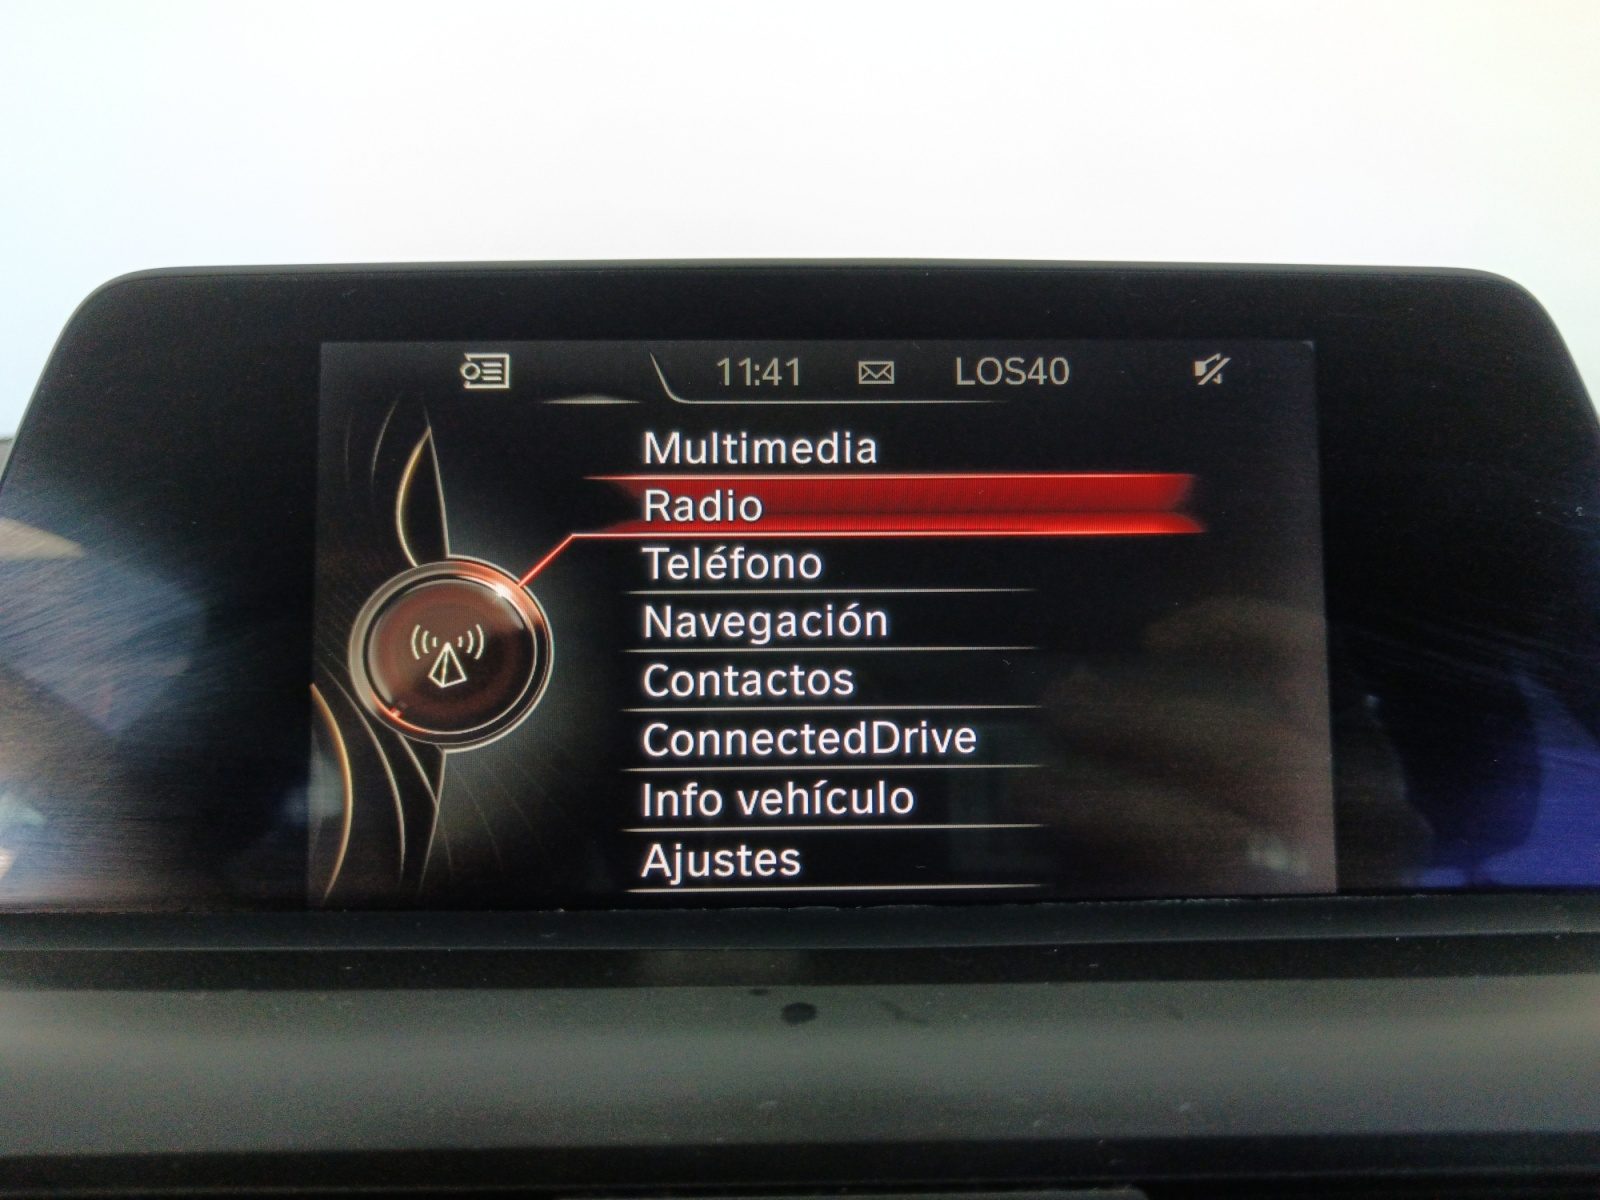 11:41 LOS40
Multimedia
Radio
Teléfono
Navegación
Contactos
ConnectedDrive
Info vehículo
Ajustes